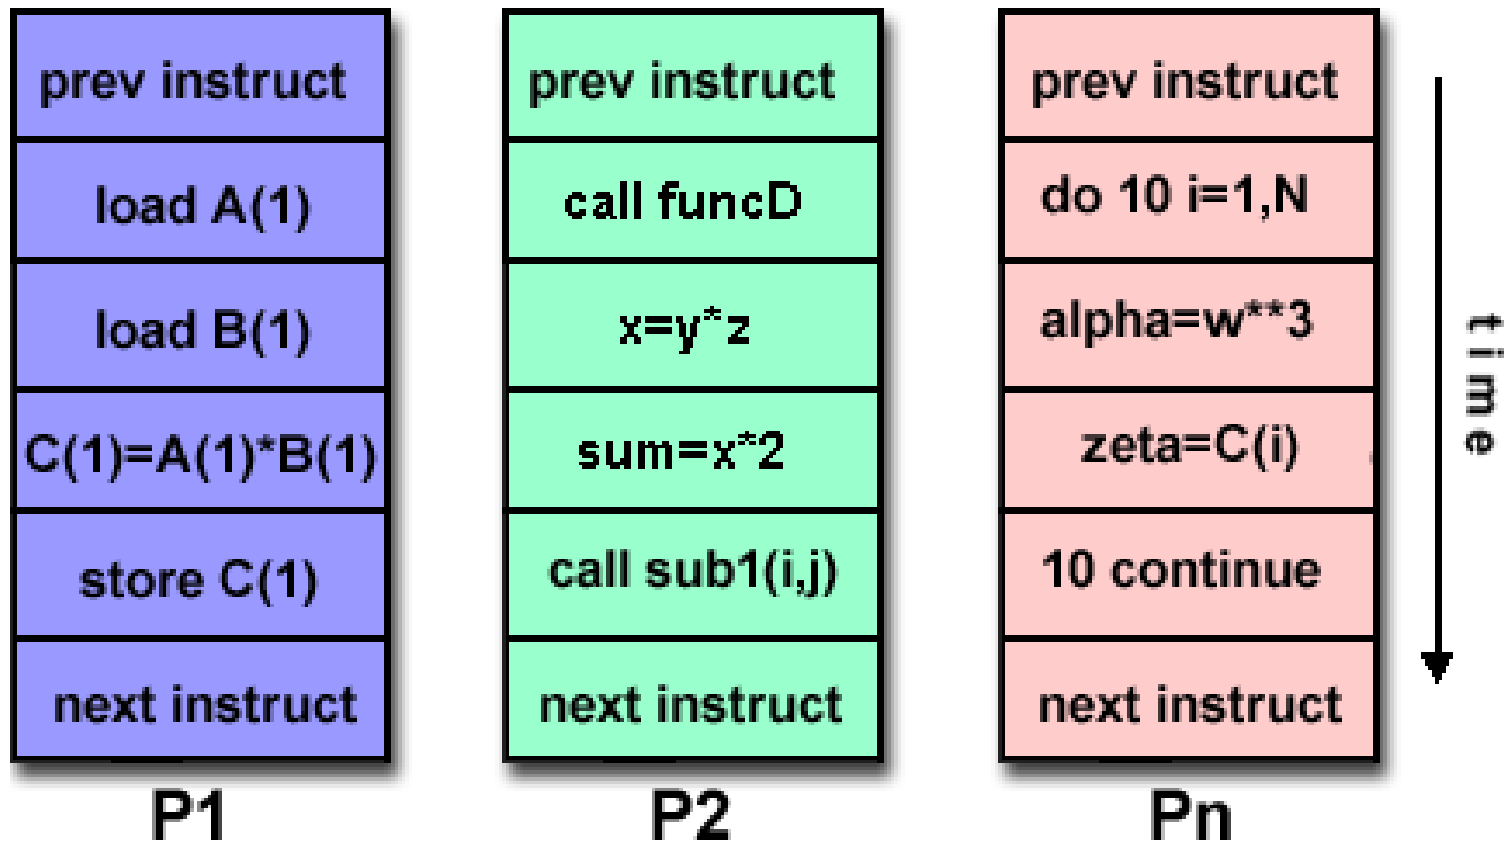 prev instruct
load A(1)
load B(1)
C(1)=A(1)*B(1)
store C(1)
next instruct
P1
prev instruct
call funcD
x=y*z
sum=x*2
call sub1(i,j)
next instruct
P2
prev instruct
do 10 i=1,N
alpha=w**3
zeta=C(i)
10 continue
next instruct
Pn
time